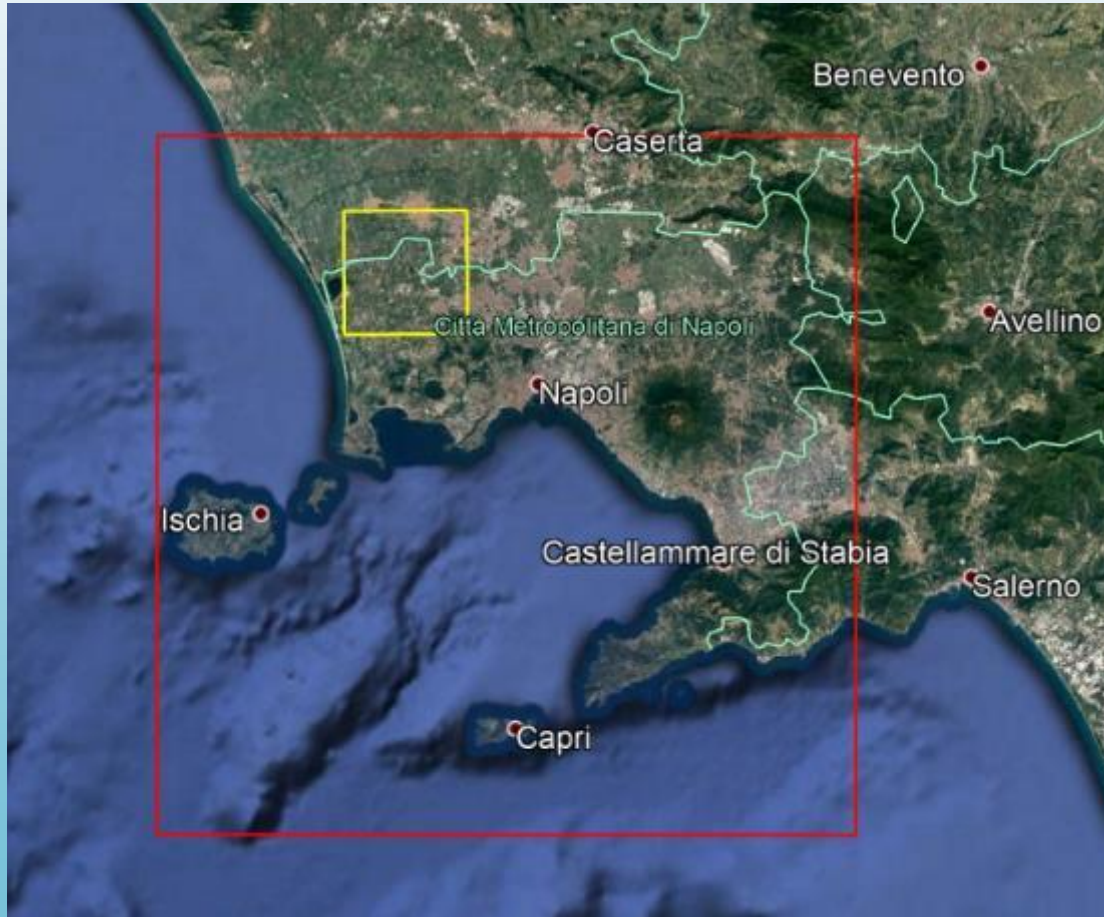 Benevento
Caserta
Avellino
Città Metropolitana di Napoli
Napoli
Ischia
Castellammare di Stabia
Salerno
Capri